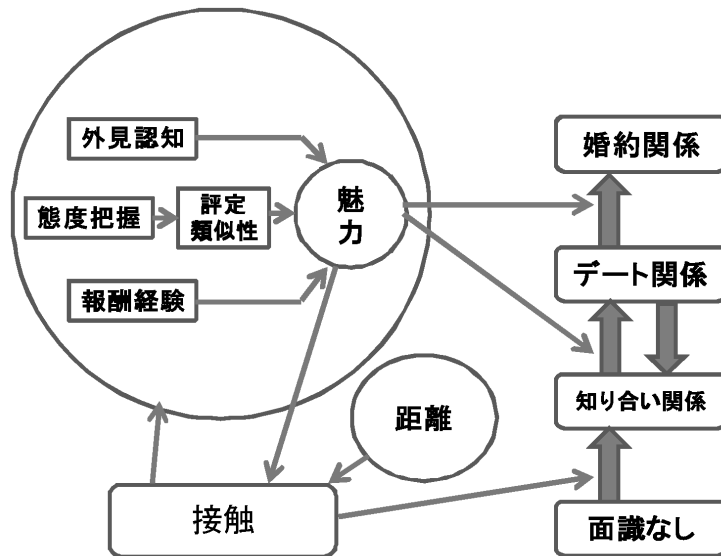 外見認知
態度把握
評定
類似性
報酬経験
魅
力
距離
接触
婚約関係
デート関係
知り合い関係
面識なし